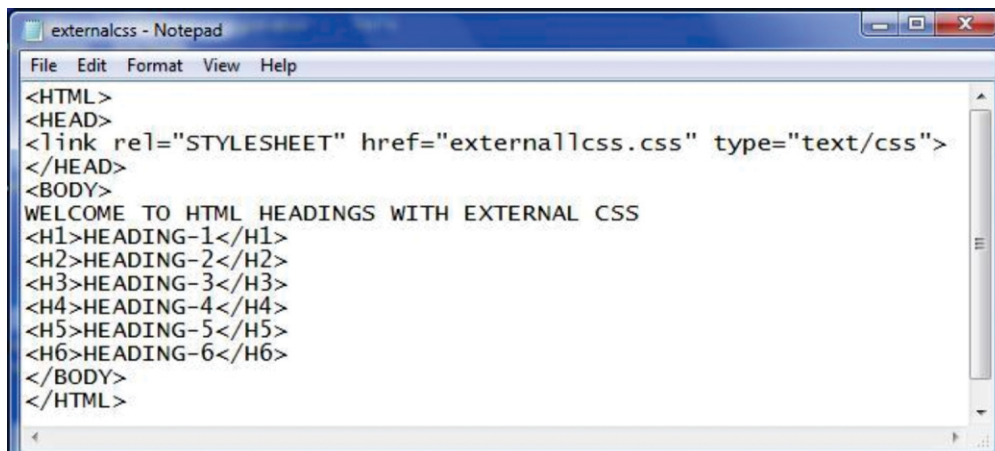 externalcss - Notepad
File Edit Format View Help
<HTML>
<HEAD>
<link rel="STYLESHEET" href="externallcss.css" type="text/css">
</HEAD>
<BODY>
WELCOME TO HTML HEADINGS WITH EXTERNAL CSS
<H1>HEADING-1</H1>
<H2>HEADING-2</H2>
<H3>HEADING-3</H3>
<H4>HEADING-4</H4>
<H5>HEADING-5</H5>
<H6>HEADING-6</H6>
</BODY>
</HTML>